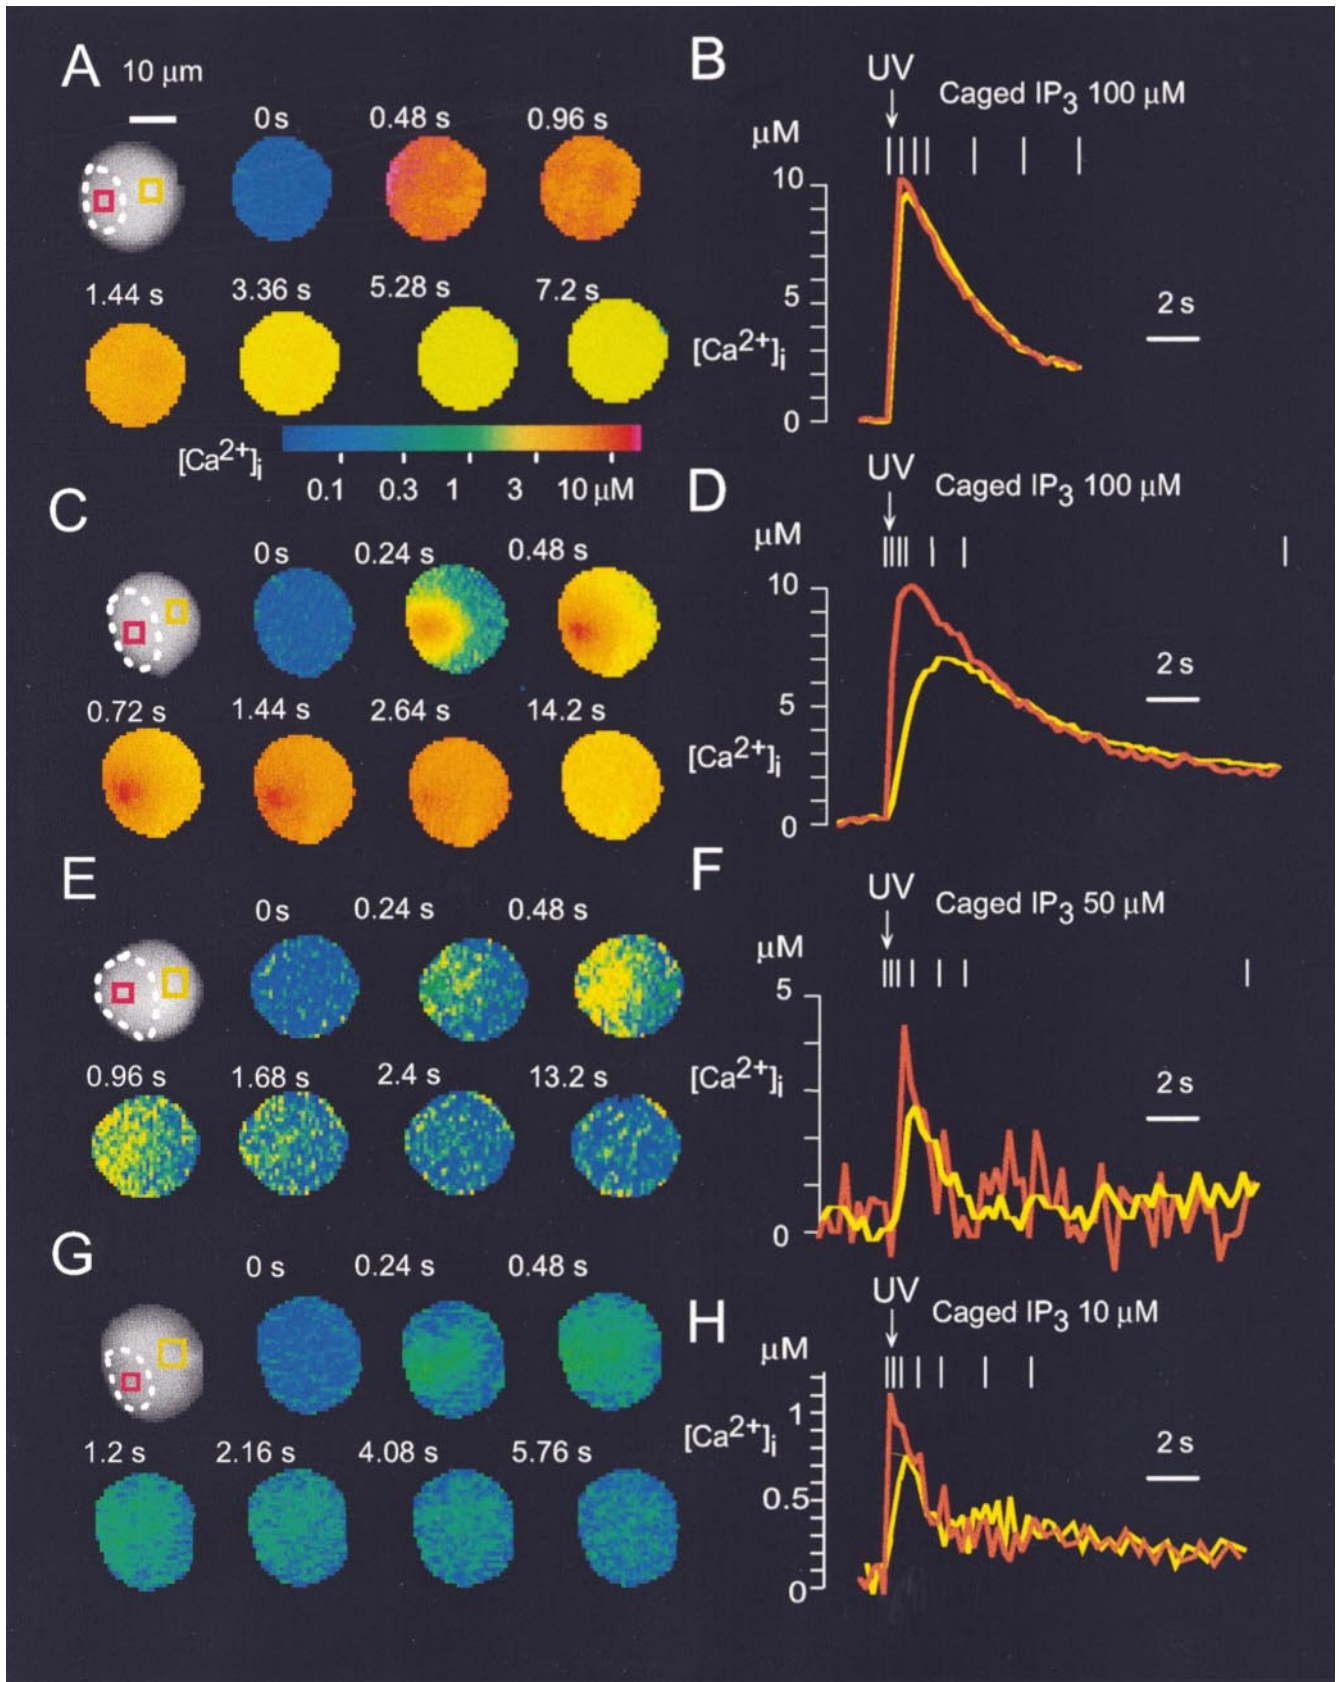 A
10 μm
0s 0.48 s 0.96 s
1.44 s 3.36 s 5.28 s 7.2 s
[Ca2+]i
0.1 0.3 1 3 10 μM
B
UV
Caged IP3 100 μM
μM
10
5
0
[Ca2+]i
2 s
C
0s 0.24 s 0.48 s
0.72 s 1.44 s 2.64 s 14.2 s
D
UV
Caged IP3 100 μM
μM
10
5
0
[Ca2+]i
2 s
E
0s 0.24 s 0.48 s
0.96 s 1.68 s 2.4 s 13.2 s
F
UV
Caged IP3 50 μM
μM
5
0
[Ca2+]i
2 s
G
0 s 0.24 s 0.48 s
1.2 s 2.16 s 4.08 s 5.76 s
H
UV
Caged IP3 10 μM
μM
1
0.5
0
[Ca2+]i
2 s